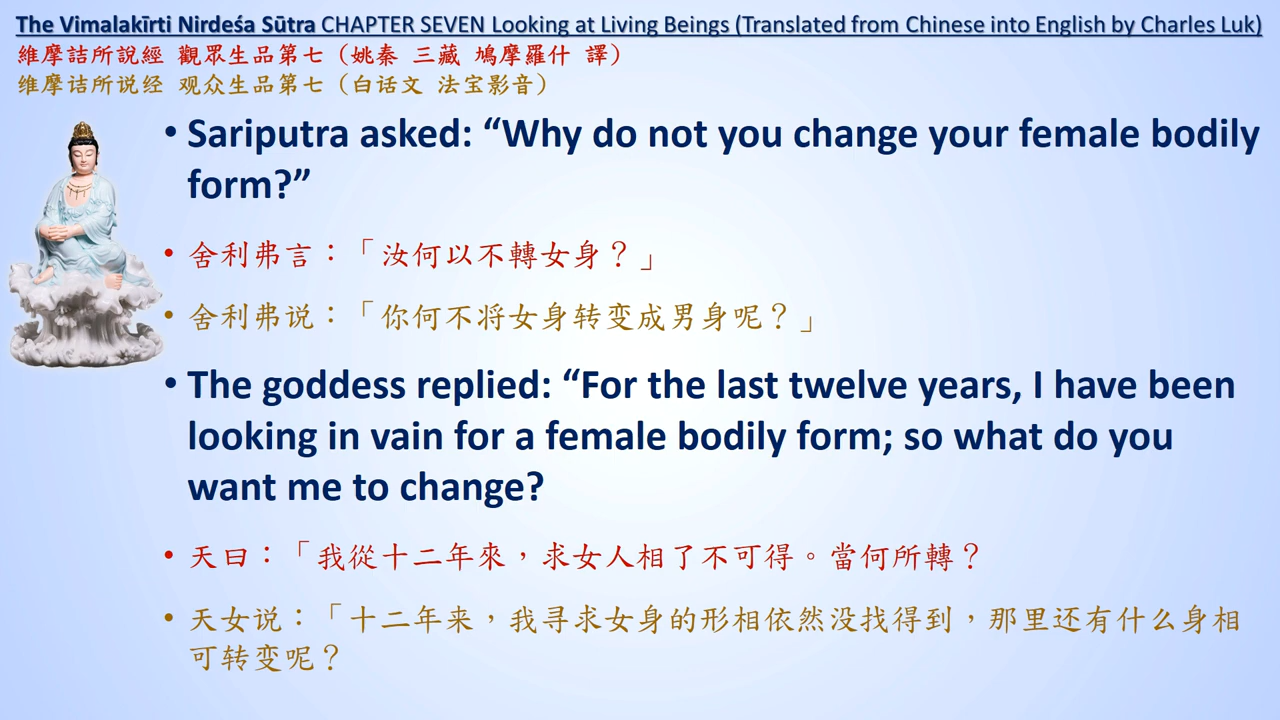 The Vimalakīrti Nirdeśa Sūtra CHAPTER SEVEN Looking at Living Beings (Translated from Chinese into English by Charles Luk)
維摩詰所說經 觀眾生品第七（姚秦 三藏 鳩摩羅什 譯）
维摩诘所说经 观众生品第七（白话文 法宝影音）
• Sariputra asked: “Why do not you change your female bodily
form?”
• 舍利弗言：「汝何以不轉女身？」
• 舍利弗说：「你何不将女身转变成男身呢？」
• The goddess replied: “For the last twelve years, I have been
looking in vain for a female bodily form; so what do you
want me to change?
• 天曰：「我從十二年來，求女人相了不可得。當何所轉？
• 天女说：「十二年来，我寻求女身的形相依然没找得到，那里还有什么身相
可转变呢？